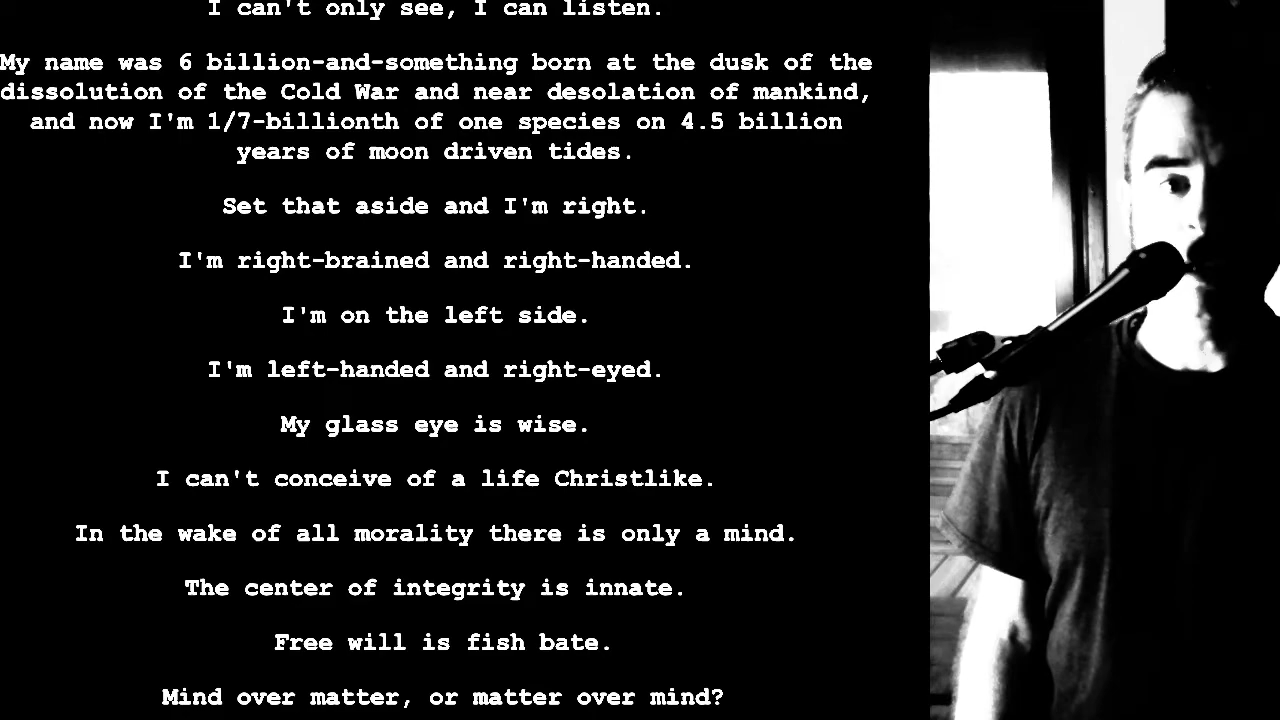 I can't only see, I can listen.
My name was 6 billion-and-something born at the dusk of the
dissolution of the Cold War and near desolation of mankind,
and now I'm 1/7-billionth of one species on 4.5 billion
years of moon driven tides.
Set that aside and I'm right.
I'm right-brained and right-handed.
I'm on the left side.
I'm left-handed and right-eyed.
My glass eye is wise.
I can't conceive of a life Christlike.
In the wake of all morality there is only a mind.
The center of integrity is innate.
Free will is fish bate.
Mind over matter, or matter over mind?